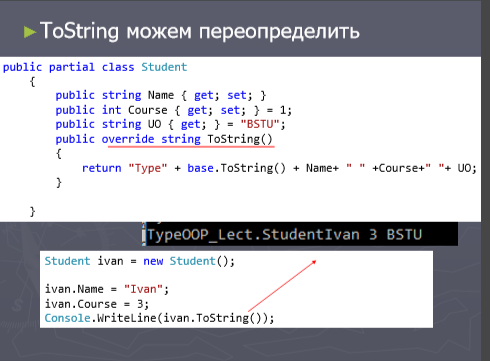 ToString можем переопределить
public partial class Student
{
public string Name { get; set; }
public int Course { get; set; } = 1;
public string UO { get; } = "BSTU";
public override string ToString()
{
return "Type" + base.ToString() + Name+ " " +Course+" "+ UO;
}
}
TypeOOP_Lect.StudentIvan 3 BSTU
Student ivan = new Student();
ivan.Name = "Ivan";
ivan.Course = 3;
Console.WriteLine(ivan.ToString());